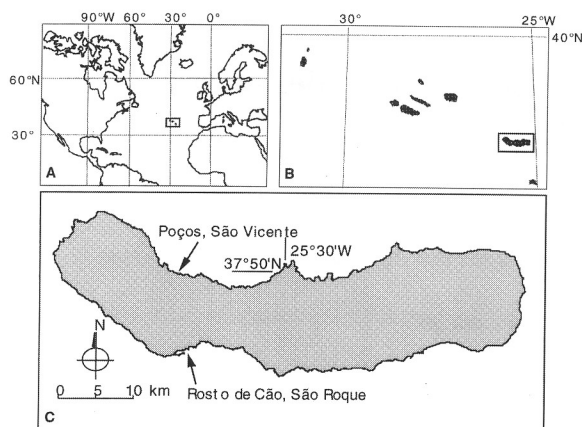 90°W 60° 30° 0°
60°N
30°
A
30° 25°W
40°N
B
Poços, São Vicente
25°30'W
37°50'N
N
0 5 10 km
Rosto de Cão, São Roque
C